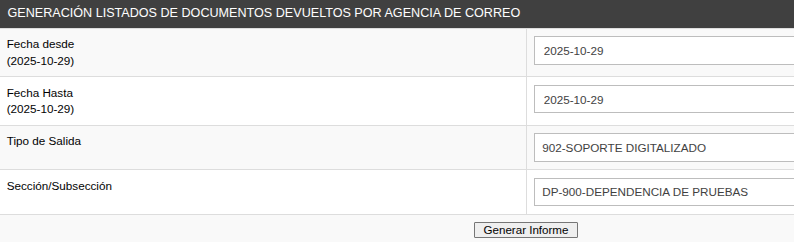 GENERACIÓN LISTADOS DE DOCUMENTOS DEVUELTOS POR AGENCIA DE CORREO
Fecha desde
(2025-10-29)
2025-10-29
Fecha Hasta
(2025-10-29)
2025-10-29
Tipo de Salida
902-SOPORTE DIGITALIZADO
Sección/Subsección
DP-900-DEPENDENCIA DE PRUEBAS
Generar Informe